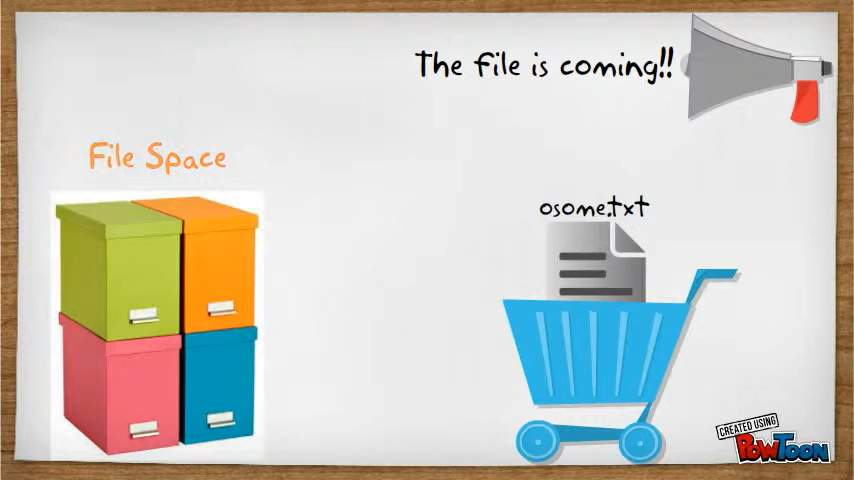 The file is coming!!
File Space
osome.txt
CREATED USING
POWTOON